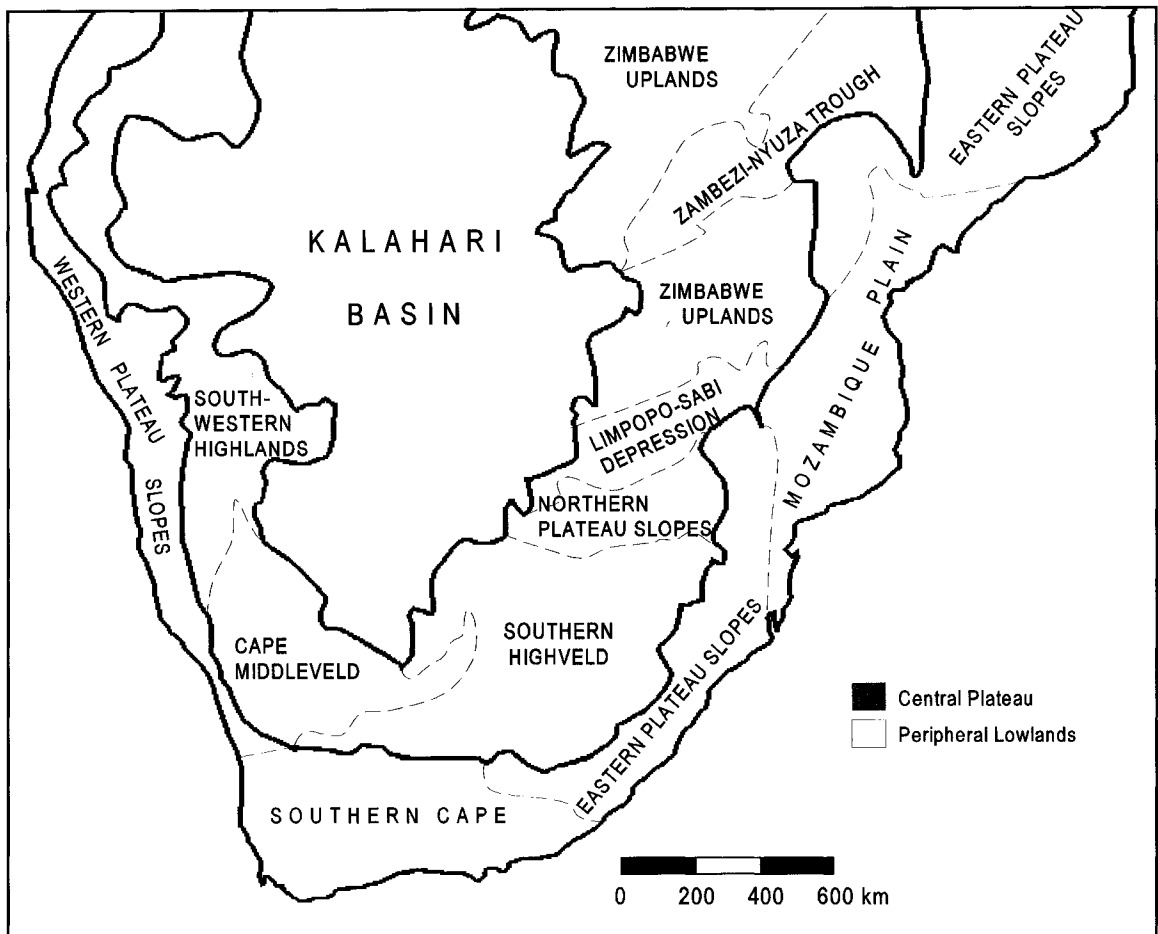 ZIMBABWE
UPLANDS
EASTERN PLATEAU
SLOPES
ZAMBEZI-NYUZA TROUGH
KALAHARI
BASIN
WESTERN PLATEAU SLOPES
ZIMBABWE
UPLANDS
MOZAMBIQUE PLAIN
SOUTH-
WESTERN
HIGHLANDS
LIMPOPO-SABI
DEPRESSION
NORTHERN
PLATEAU SLOPES
CAPE
MIDDLEVELD
SOUTHERN
HIGHVELD
EASTERN PLATEAU SLOPES
Central Plateau
Peripheral Lowlands
SOUTHERN CAPE
0 200 400 600 km